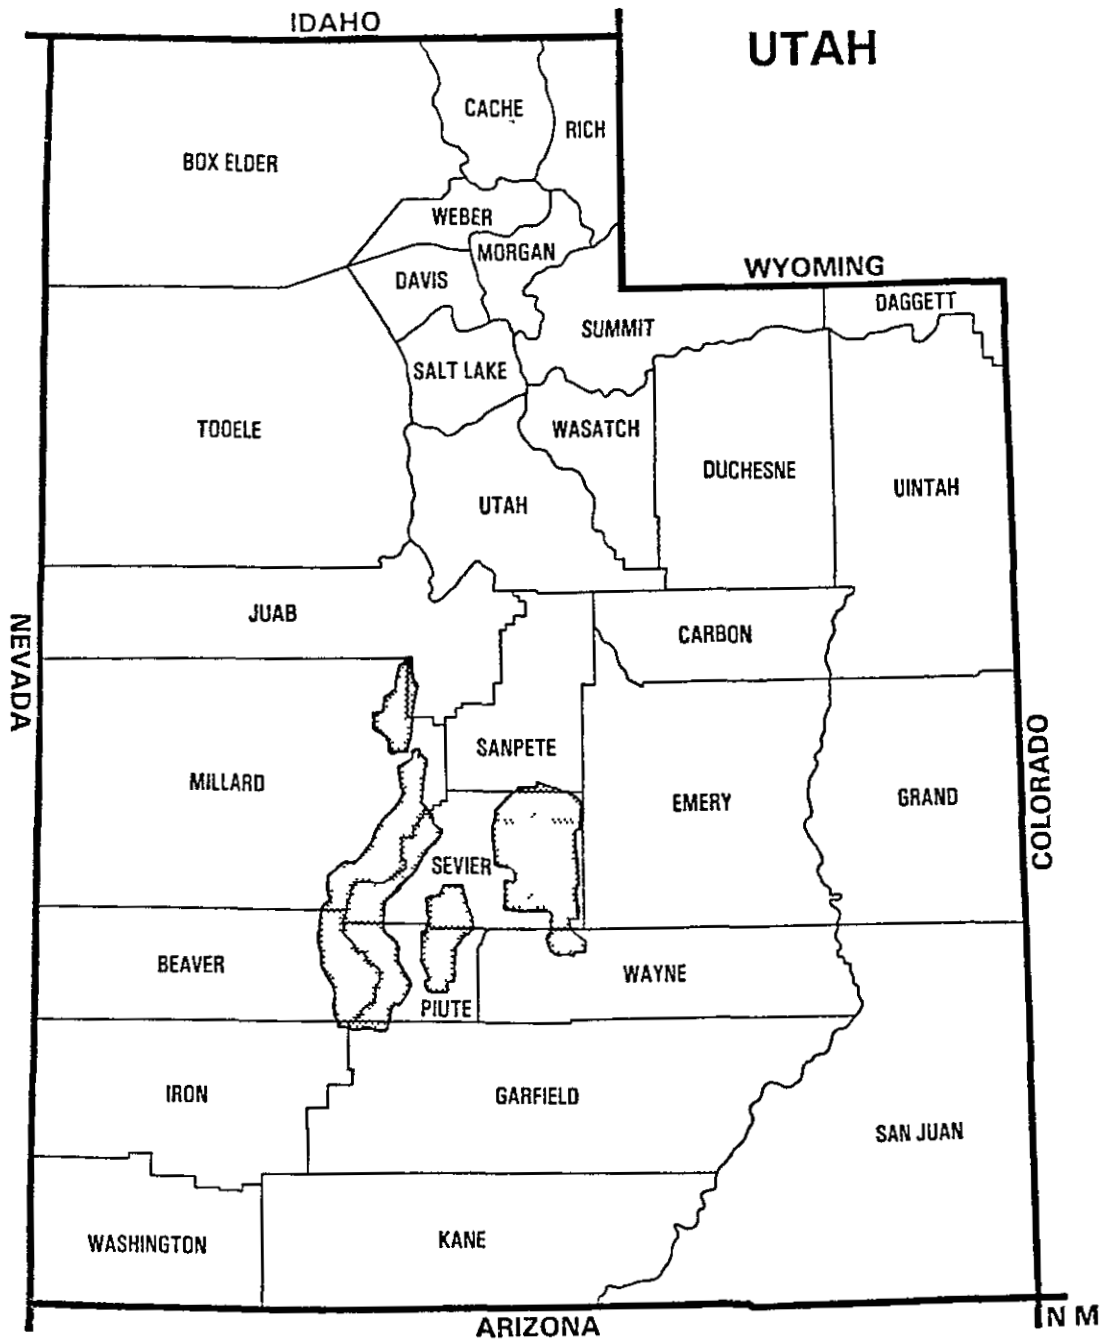 IDAHO
UTAH
CACHE
RICH
BOX ELDER
WEBER
MORGAN
DAVIS
WYOMING
DAGGETT
SUMMIT
SALT LAKE
TOOELE
WASATCH
DUCHESNE
UINTAH
UTAH
JUAB
CARBON
NEVADA
SANPETE
MILLARD
EMERY
GRAND
COLORADO
SEVIER
BEAVER
WAYNE
PIUTE
IRON
GARFIELD
SAN JUAN
WASHINGTON
KANE
ARIZONA
N M